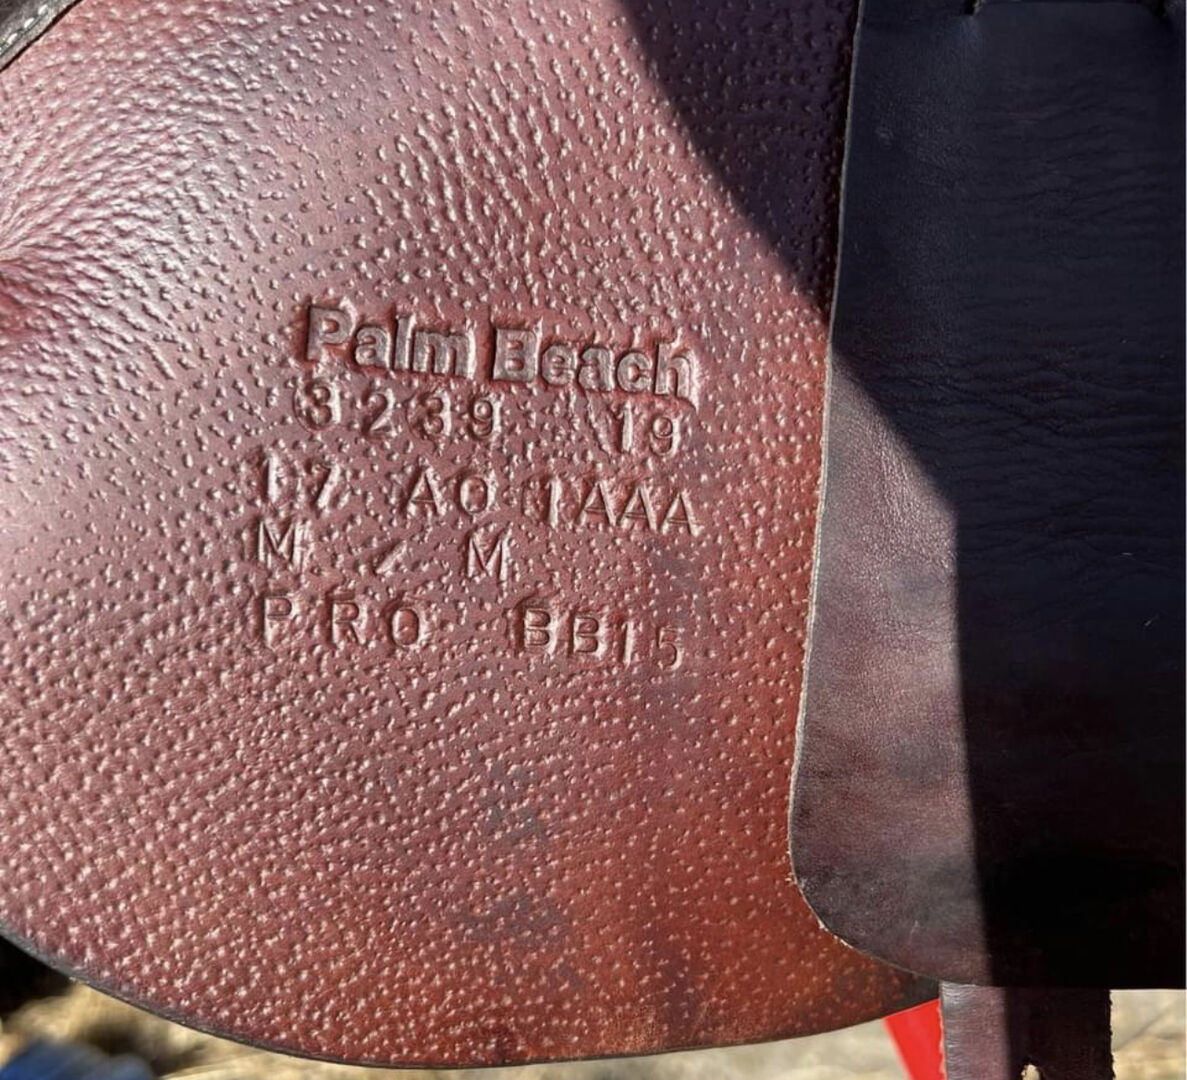 Palm Beach
3239 19
17 AO 1AAA
M / M
PRO BB15